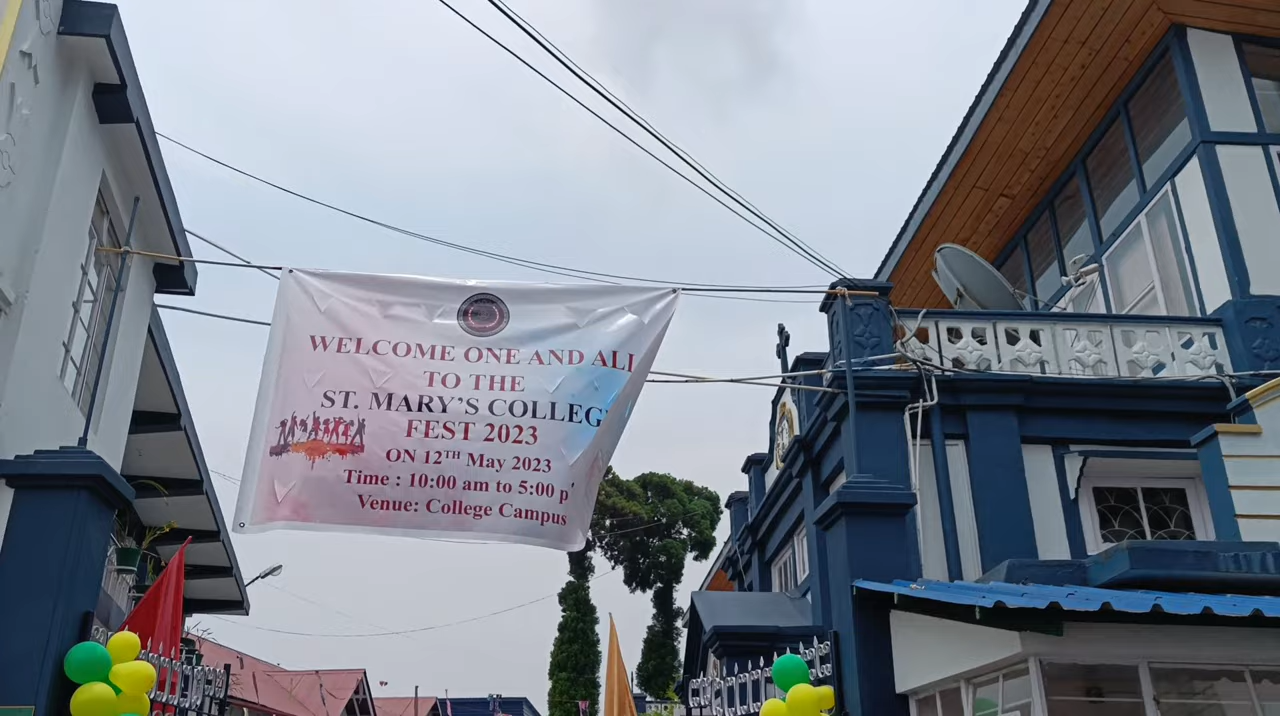 WELCOME ONE AND ALL
TO THE
ST. MARY'S COLLEG
FEST 2023
ON 12TH May 2023
Time : 10:00 am to 5:00 p
Venue: College Campus